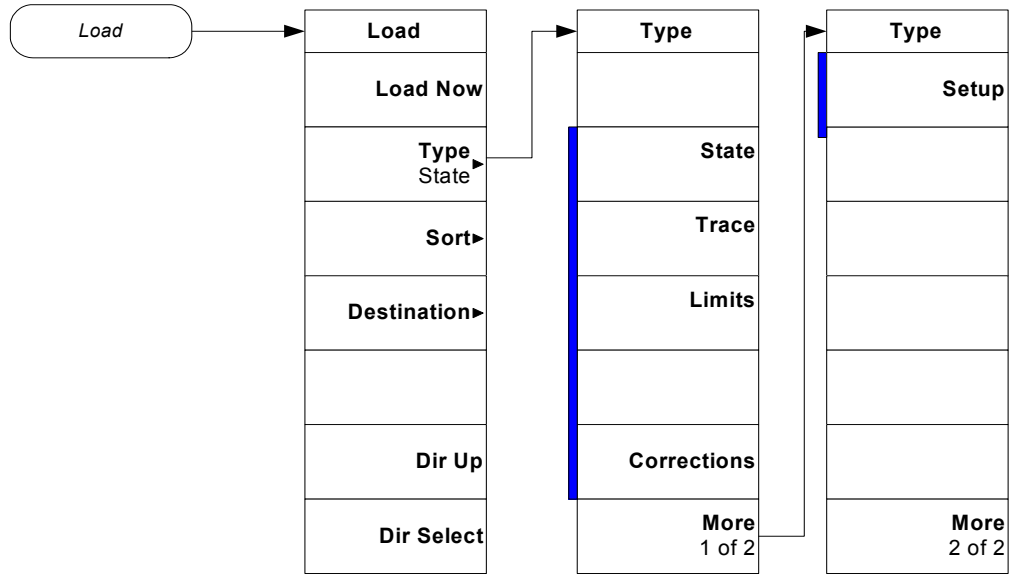 Load
Load
Load Now
Type
State
Sort
Destination
Dir Up
Dir Select
Type
State
Trace
Limits
Corrections
More
1 of 2
Type
Setup
More
2 of 2